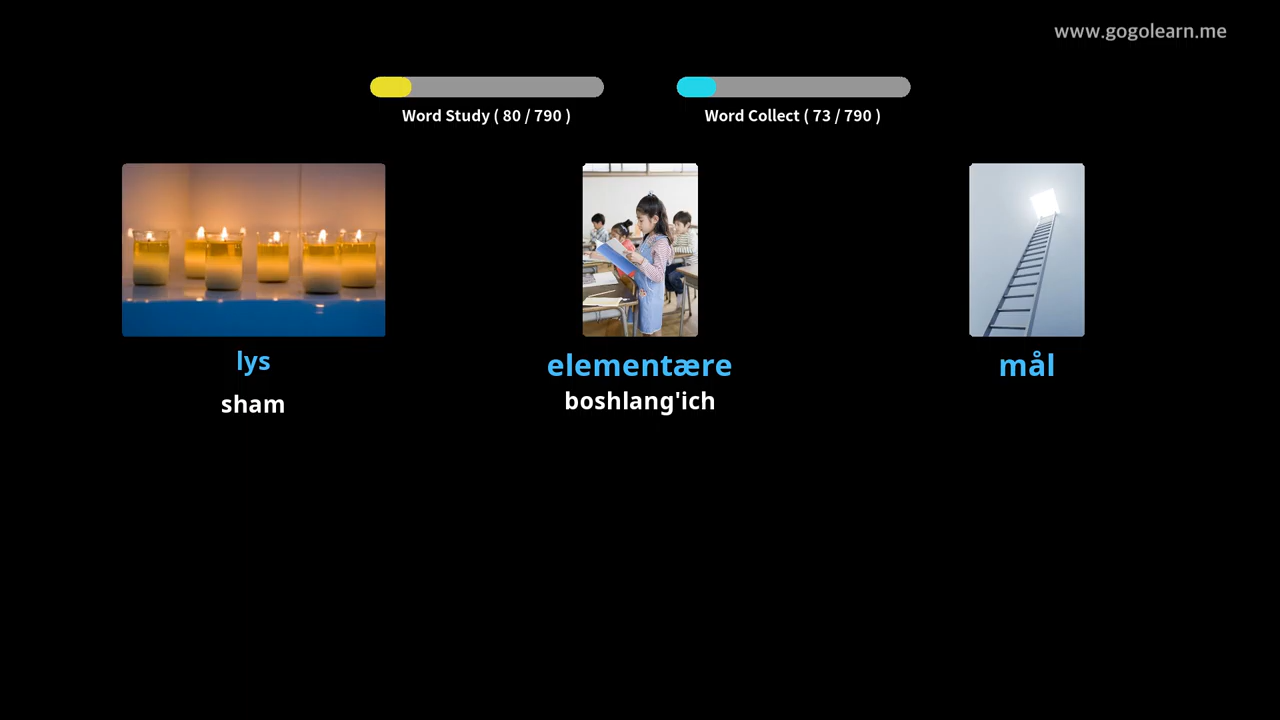 www.gogolearn.me
Word Study ( 80 / 790 )
Word Collect ( 73 / 790 )
lys
sham
elementære
boshlang'ich
mål